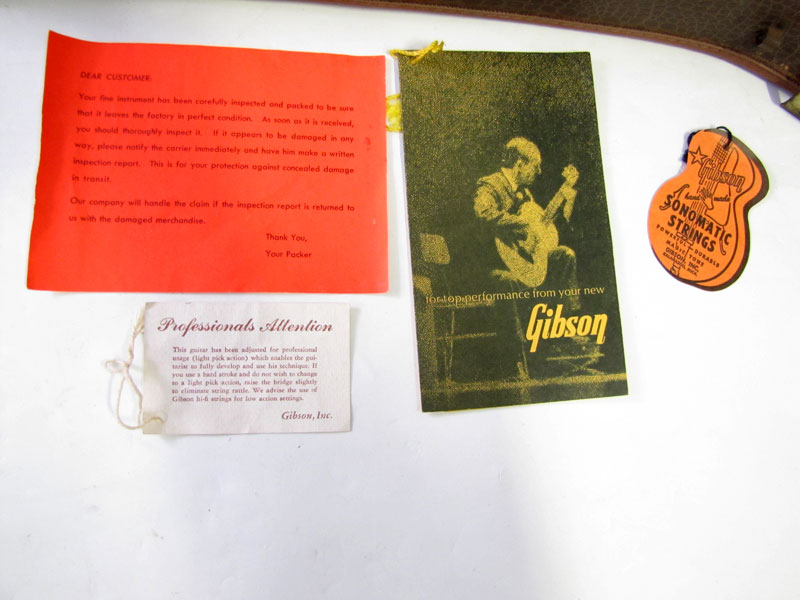 DEAR CUSTOMER:
Your fine instrument has been carefully inspected and packed to be sure
that it leaves the factory in perfect condition. As soon as it is received,
you should thoroughly inspect it. If it appears to be damaged in any
way, please notify the carrier immediately and have him make a written
inspection report. This is for your protection against concealed damage
in transit.
Our company will handle the claim if the inspection report is returned to
us with the damaged merchandise.
Thank You,
Your Packer
for top performance from your new
Gibson
Gibson
hand made
SONOMATIC
STRINGS
POWERFUL - DURABLE
MAGIC TONE
GIBSON INC.
KALAMAZOO, MICH.
Professionals Attention
This guitar has been adjusted for professional
usage (light pick action) which enables the gui-
tarist to fully develop and use his technique. If
you use a hard stroke and do not wish to change
to a light pick action, raise the bridge slightly
to eliminate string rattle. We advise the use of
Gibson hi-fi strings for low action settings.
Gibson, Inc.